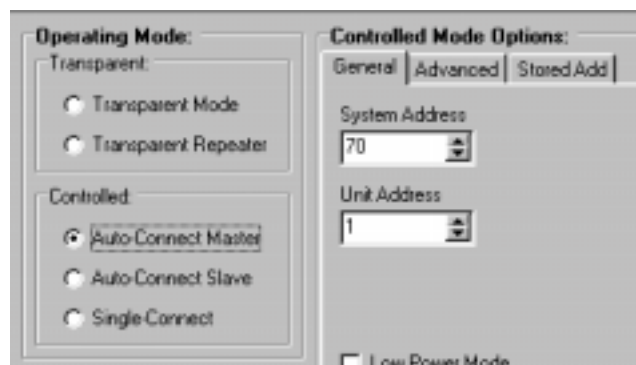 Operating Mode:
Transparent:
Transparent Mode
Transparent Repeater
Controlled:
Auto-Connect Master
Auto-Connect Slave
Single-Connect
Controlled Mode Options:
General Advanced Stored Add
System Address
70
Unit Address
1
Low Power Mode